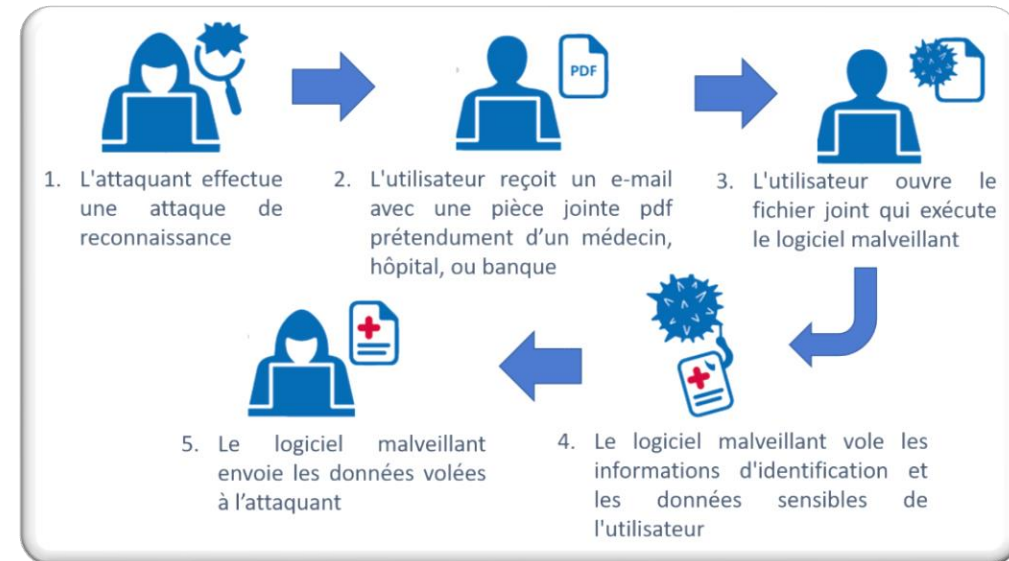 PDF
1. L'attaquant effectue
une attaque de
reconnaissance
2. L'utilisateur reçoit un e-mail
avec une pièce jointe pdf
prétendument d’un médecin,
hôpital, ou banque
3. L'utilisateur ouvre le
fichier joint qui exécute
le logiciel malveillant
4. Le logiciel malveillant vole les
informations d'identification et
les données sensibles de
l'utilisateur
5. Le logiciel malveillant
envoie les données volées
à l’attaquant